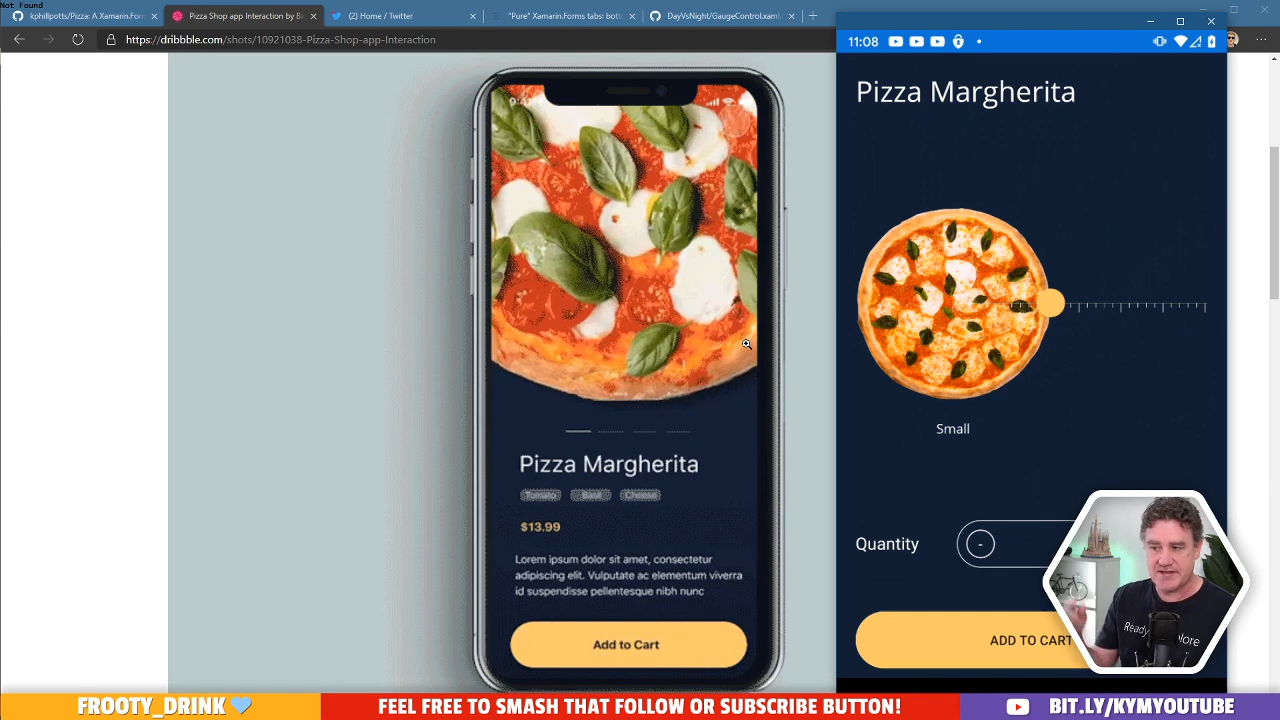 Not Found
kphillpotts/Pizza: A Xamarin.Form
Pizza Shop app Interaction by Be
(2) Home / Twitter
"Pure" Xamarin.Forms tabs: bott
DayVsNight/GaugeControl.xaml.
https://dribbble.com/shots/10921038-Pizza-Shop-app-Interaction
11:08
Pizza Margherita
Small
Quantity
-
ADD TO CART
Pizza Margherita
Tomato
Basil
Cheese
$13.99
Lorem ipsum dolor sit amet, consectetur
adipiscing elit. Vulputate ac elementum viverra
id suspendisse pellentesque nibh nunc
Add to Cart
FROOTY_DRINK
FEEL FREE TO SMASH THAT FOLLOW OR SUBSCRIBE BUTTON!
BIT.LY/KYMYOUTUBE